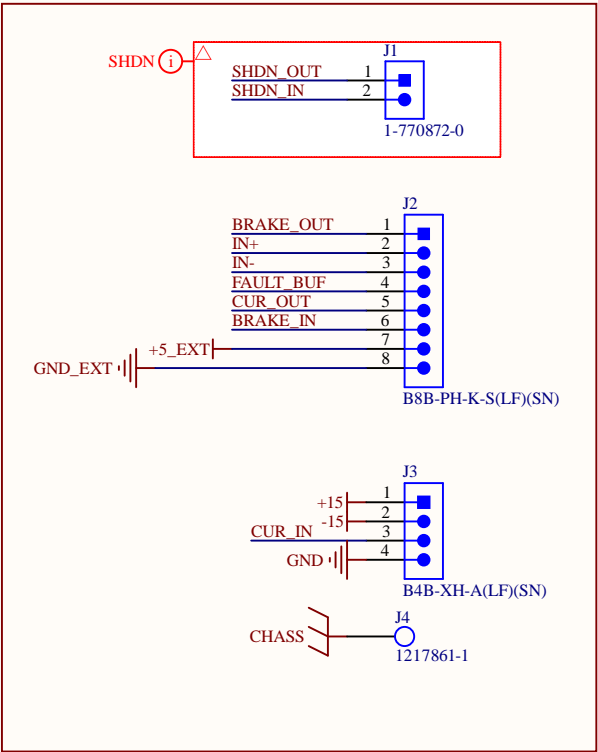 J1
SHDN i
SHDN_OUT 1
SHDN_IN 2
1-770872-0
J2
BRAKE_OUT 1
IN+ 2
IN- 3
FAULT_BUF 4
CUR_OUT 5
BRAKE_IN 6
+5_EXT 7
GND_EXT 8
B8B-PH-K-S(LF)(SN)
J3
+15 1
-15 2
CUR_IN 3
GND 4
B4B-XH-A(LF)(SN)
J4
CHASS
1217861-1